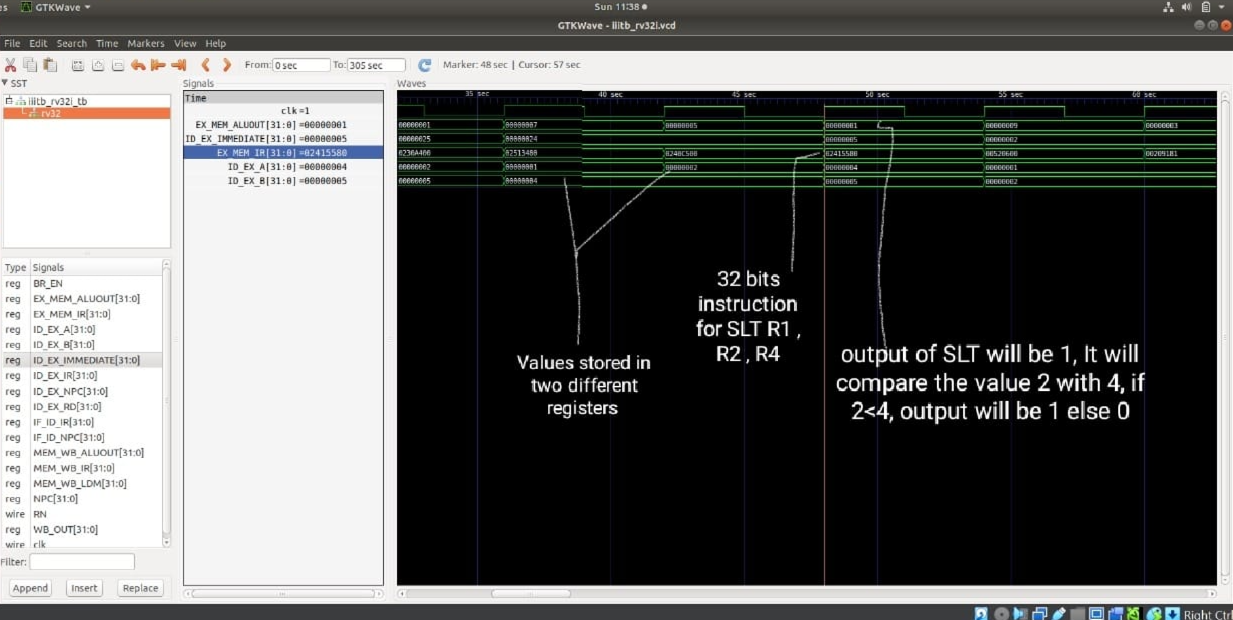 es GTKWave Sun 11:38
GTKWave - iiitb_rv32i.vcd
File Edit Search Time Markers View Help
From: 0 sec To: 305 sec Marker: 48 sec | Cursor: 57 sec
SST
iiitb_rv32i_tb
rv32
Type Signals
reg BR_EN
reg EX_MEM_ALUOUT[31:0]
reg EX_MEM_IR[31:0]
reg ID_EX_A[31:0]
reg ID_EX_B[31:0]
reg ID_EX_IMMEDIATE[31:0]
reg ID_EX_IR[31:0]
reg ID_EX_NPC[31:0]
reg ID_EX_RD[31:0]
reg IF_ID_IR[31:0]
reg IF_ID_NPC[31:0]
reg MEM_WB_ALUOUT[31:0]
reg MEM_WB_IR[31:0]
reg MEM_WB_LDM[31:0]
reg NPC[31:0]
wire RN
reg WB_OUT[31:0]
wire clk
Filter:
Append Insert Replace
Signals
Time
clk=1
EX_MEM_ALUOUT[31:0] =00000001
ID_EX_IMMEDIATE[31:0] =00000005
EX_MEM_IR[31:0] =02415580
ID_EX_A[31:0] =00000004
ID_EX_B[31:0] =00000005
Waves
35 sec 40 sec 45 sec 50 sec 55 sec 60 sec
00000001 00000007 00000005 00000001 00000009 00000003
00000025 00000024 00000005 00000002
0230A400 02513480 0240C500 02415580 00520600 00209181
00000002 00000001 00000002 00000004 00000001
00000005 00000004 00000005 00000002
Values stored in
two different
registers
32 bits
instruction
for SLT R1 ,
R2 , R4
output of SLT will be 1, It will
compare the value 2 with 4, if
2<4, output will be 1 else 0
Right Ctrl